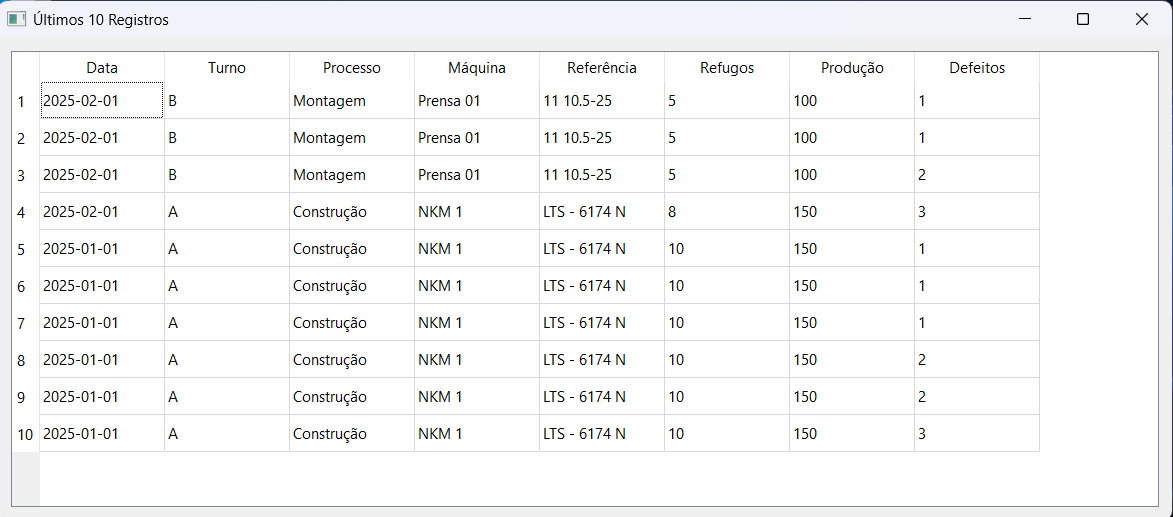 Últimos 10 Registros
Data Turno Processo Máquina Referência Refugos Produção Defeitos
1 2025-02-01 B Montagem Prensa 01 11 10.5-25 5 100 1
2 2025-02-01 B Montagem Prensa 01 11 10.5-25 5 100 1
3 2025-02-01 B Montagem Prensa 01 11 10.5-25 5 100 2
4 2025-02-01 A Construção NKM 1 LTS - 6174 N 8 150 3
5 2025-01-01 A Construção NKM 1 LTS - 6174 N 10 150 1
6 2025-01-01 A Construção NKM 1 LTS - 6174 N 10 150 1
7 2025-01-01 A Construção NKM 1 LTS - 6174 N 10 150 1
8 2025-01-01 A Construção NKM 1 LTS - 6174 N 10 150 2
9 2025-01-01 A Construção NKM 1 LTS - 6174 N 10 150 2
10 2025-01-01 A Construção NKM 1 LTS - 6174 N 10 150 3